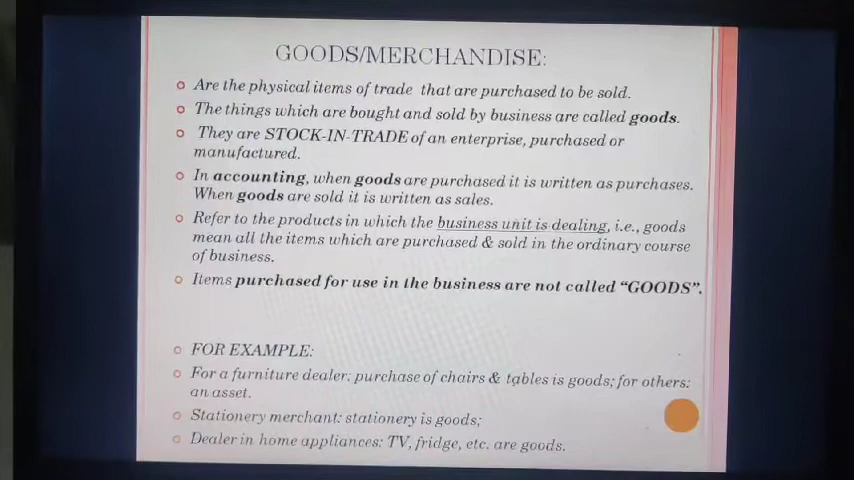 GOODS/MERCHANDISE:
Are the physical items of trade that are purchased to be sold.
The things which are bought and sold by business are called goods.
They are STOCK-IN-TRADE of an enterprise, purchased or
manufactured.
In accounting, when goods are purchased it is written as purchases.
When goods are sold it is written as sales.
Refer to the products in which the business unit is dealing, i.e., goods
mean all the items which are purchased & sold in the ordinary course
of business.
Items purchased for use in the business are not called “GOODS”.
FOR EXAMPLE:
For a furniture dealer: purchase of chairs & tables is goods; for others:
an asset.
Stationery merchant: stationery is goods;
Dealer in home appliances: TV, fridge, etc. are goods.